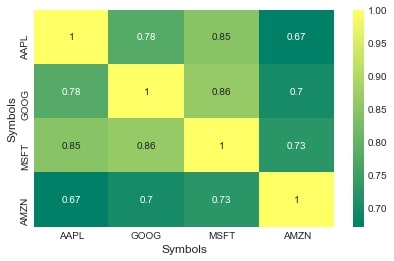 AAPL 1 0.78 0.85 0.67
GOOG 0.78 1 0.86 0.7
MSFT 0.85 0.86 1 0.73
AMZN 0.67 0.7 0.73 1
AAPL GOOG MSFT AMZN
Symbols
Symbols
1.00
0.95
0.90
0.85
0.80
0.75
0.70